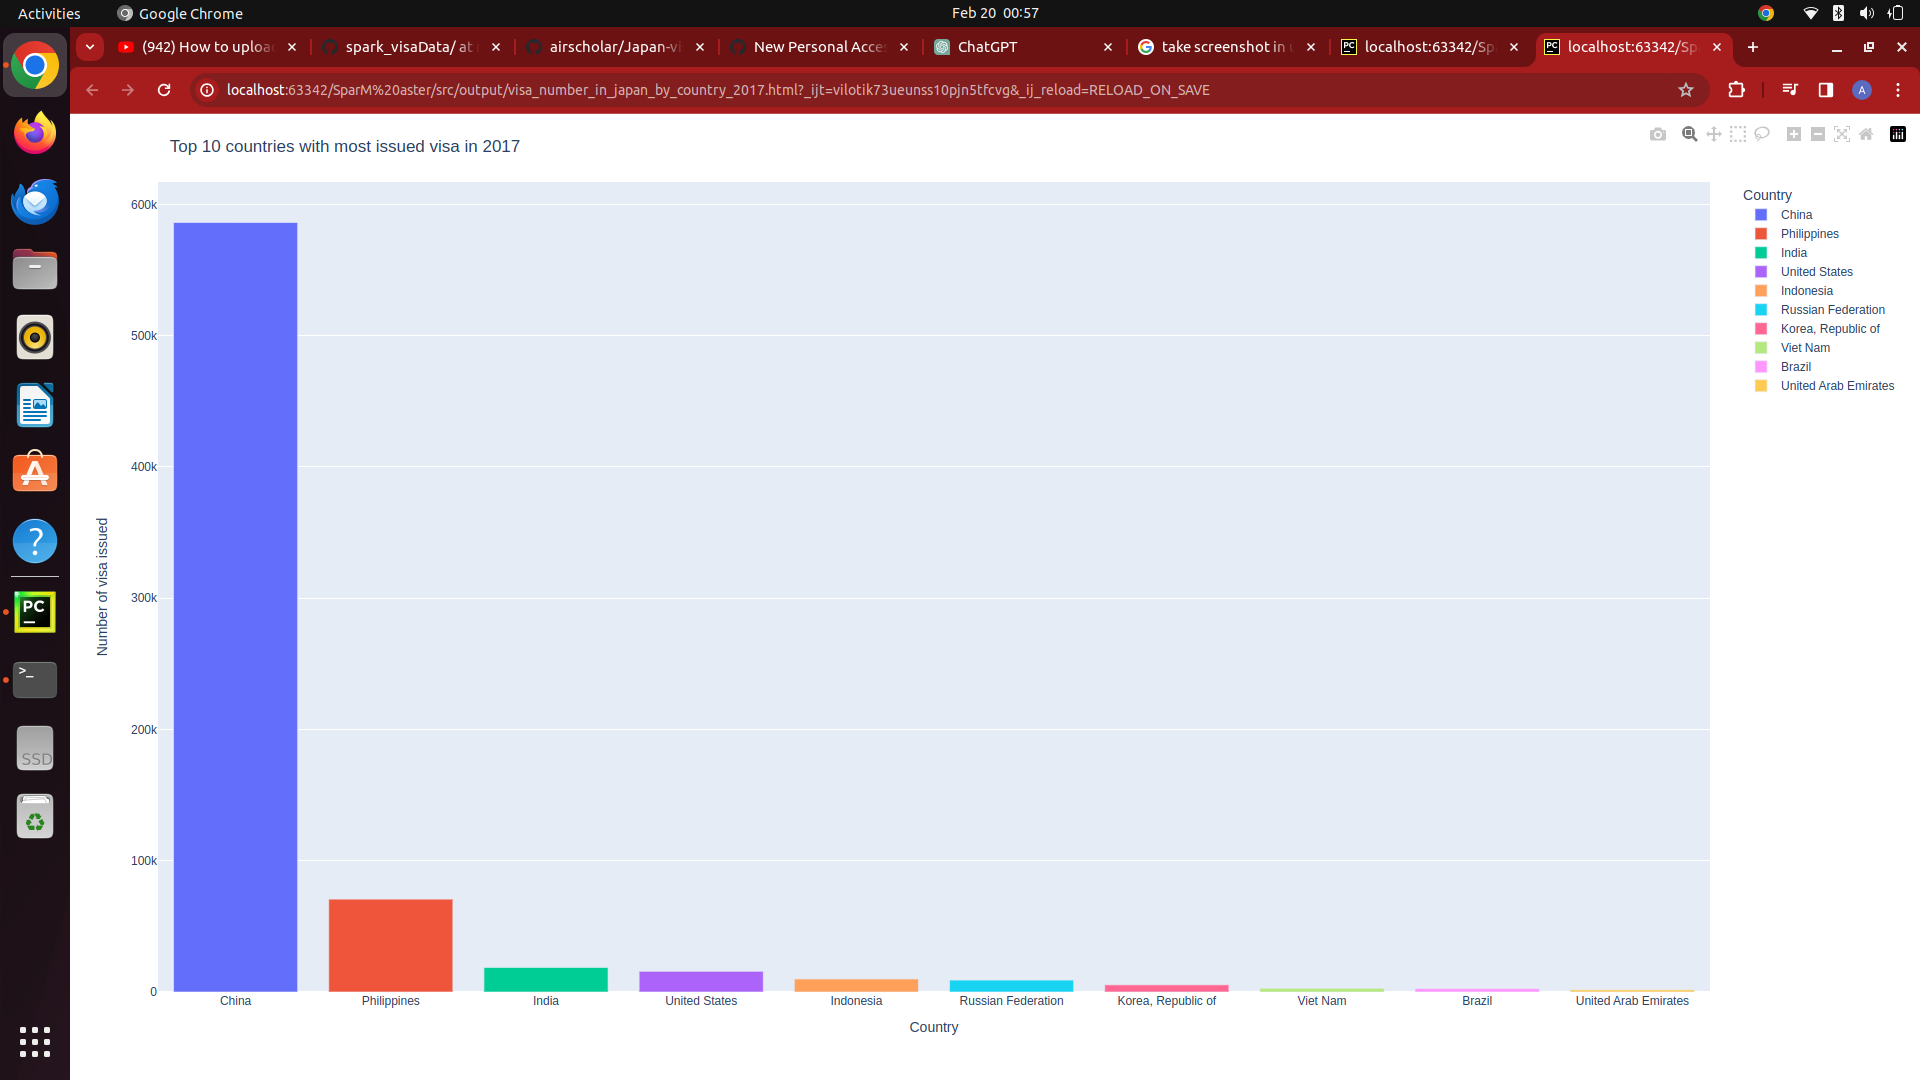 Activities
Google Chrome
Feb 20 00:57
(942) How to uploa
spark_visaData/ at
airscholar/Japan-vi
New Personal Acces
ChatGPT
take screenshot in u
PC
localhost:63342/Sp
PC
localhost:63342/Sp
localhost:63342/SparM%20aster/src/output/visa_number_in_japan_by_country_2017.html?_ijt=vilotik73ueunss10pjn5tfcvg&_ij_reload=RELOAD_ON_SAVE
A
Top 10 countries with most issued visa in 2017
600k
500k
400k
300k
200k
100k
0
Number of visa issued
China
Philippines
India
United States
Indonesia
Russian Federation
Korea, Republic of
Viet Nam
Brazil
United Arab Emirates
Country
Country
China
Philippines
India
United States
Indonesia
Russian Federation
Korea, Republic of
Viet Nam
Brazil
United Arab Emirates
?
PC
>_
SSD